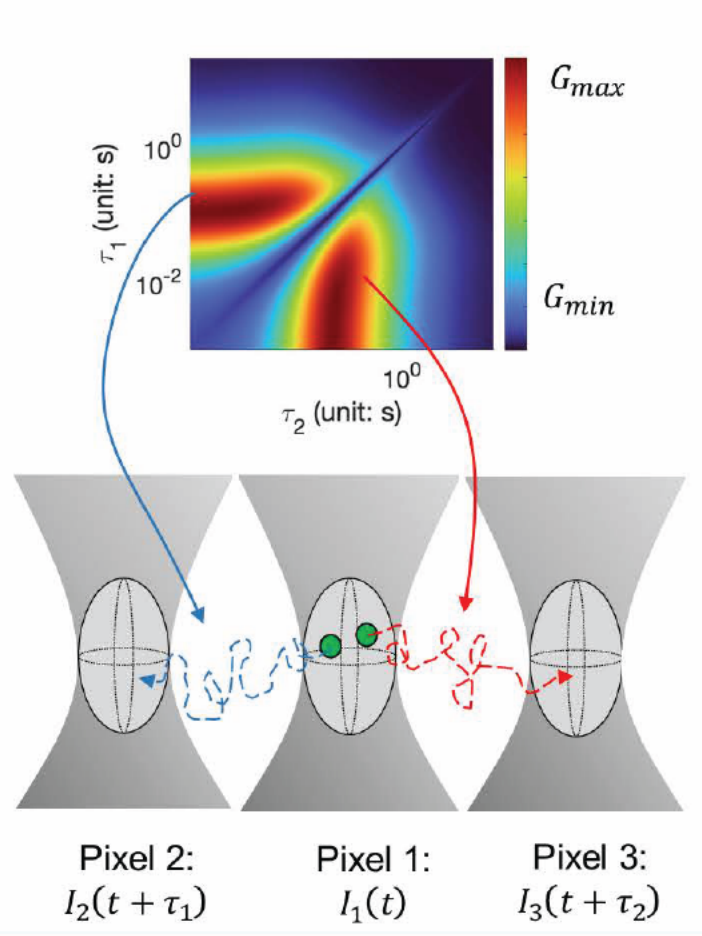 G_max
10^0
τ_1 (unit: s)
10^-2
G_min
10^0
τ_2 (unit: s)
Pixel 2: Pixel 1: Pixel 3:
I_2(t + τ_1) I_1(t) I_3(t + τ_2)